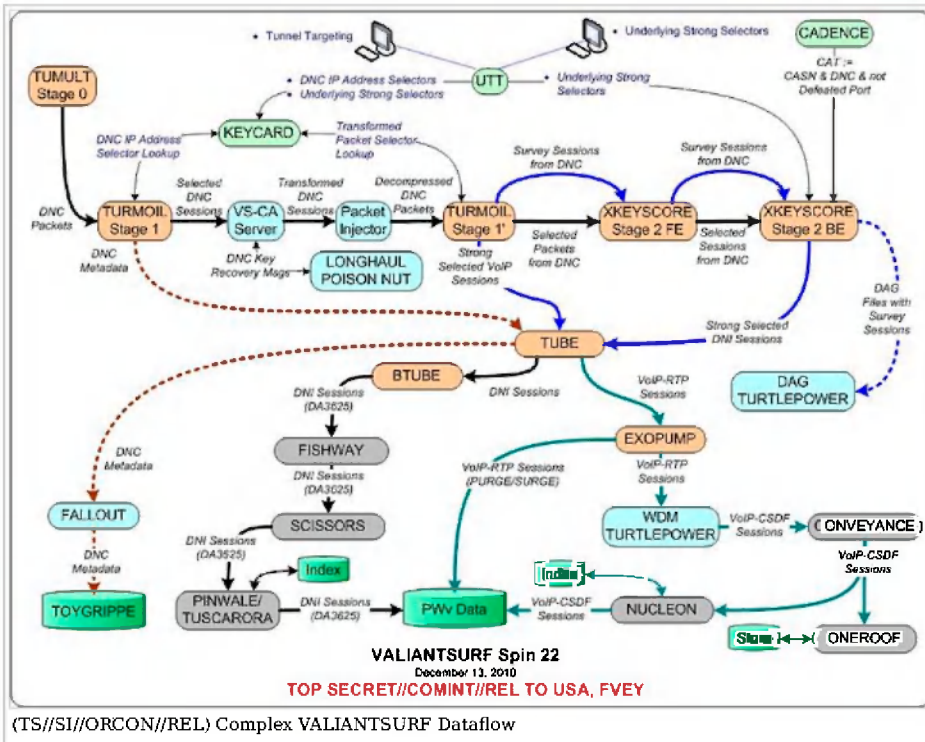 • Tunnel Targeting
• Underlying Strong Selectors
CADENCE
CAT :=
CASN & DNC & not
Defeated Port
TUMULT
Stage 0
UTT
• DNC IP Address Selectors
• Underlying Strong Selectors
• Underlying Strong
Selectors
KEYCARD
DNC IP Address
Selector Lookup
Transformed
Packet Selector
Lookup
Survey Sessions
from DNC
Survey Sessions
from DNC
DNC
Packets
TURMOIL
Stage 1
Selected
DNC
Sessions
VS-CA
Server
Transformed
DNC
Sessions
Packet
Injector
Decompressed
DNC
Packets
TURMOIL
Stage 1'
Selected
Packets
from DNC
XKEYSCORE
Stage 2 FE
Selected
Sessions
from DNC
XKEYSCORE
Stage 2 BE
DNC
Metadata
DNC Key
Recovery Msgs
LONGHAUL
POISON NUT
Strong
Selected VoIP
Sessions
DAG
Files with
Survey
Sessions
Strong Selected
DNI Sessions
TUBE
BTUBE
DNI Sessions
VoIP-RTP
Sessions
DAG
TURTLEPOWER
DNI Sessions
(DA3625)
FISHWAY
EXOPUMP
DNC
Metadata
DNI Sessions
(DA3625)
VoIP-RTP Sessions
(PURGE/SURGE)
VoIP-RTP
Sessions
FALLOUT
SCISSORS
WDM
TURTLEPOWER
VoIP-CSDF
Sessions
CONVEYANCE
DNI Sessions
(DA3625)
DNC
Metadata
Index
Index
VoIP-CSDF
Sessions
TOYGRIPPE
PINWALE/
TUSCARORA
DNI Sessions
(DA3625)
PWv Data
VoIP-CSDF
Sessions
NUCLEON
ONEROOF
VALIANTSURF Spin 22
December 13, 2010
TOP SECRET//COMINT//REL TO USA, FVEY
(TS//SI//ORCON//REL) Complex VALIANTSURF Dataflow